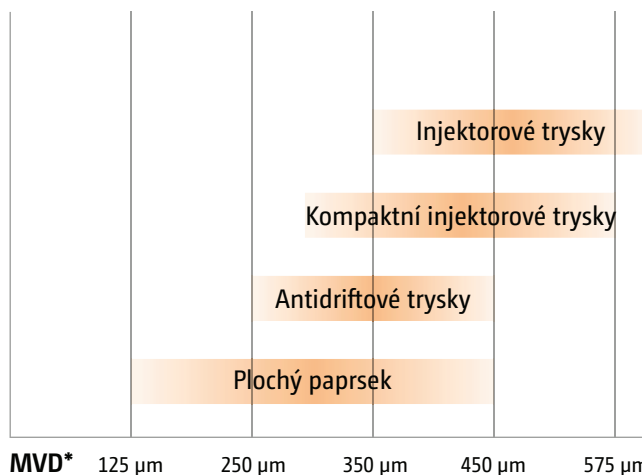 Injektorové trysky
Kompaktní injektorové trysky
Antidriftové trysky
Plochý paprsek
MVD* 125 µm 250 µm 350 µm 450 µm 575 µm